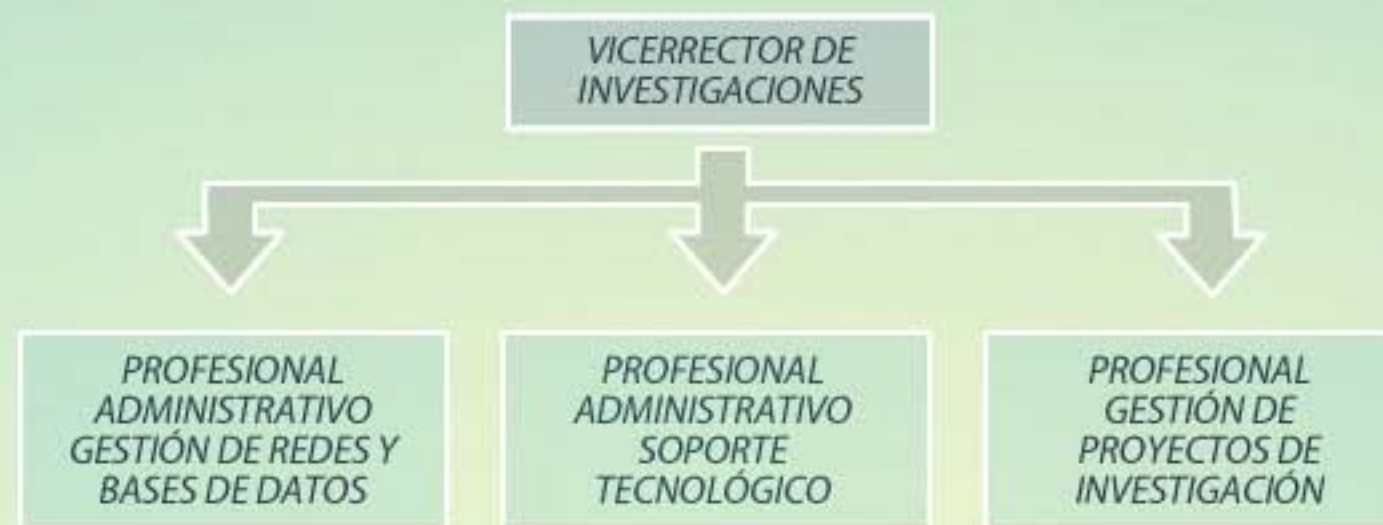 VICERRECTOR DE
INVESTIGACIONES
PROFESIONAL
ADMINISTRATIVO
GESTIÓN DE REDES Y
BASES DE DATOS
PROFESIONAL
ADMINISTRATIVO
SOPORTE
TECNOLÓGICO
PROFESIONAL
GESTIÓN DE
PROYECTOS DE
INVESTIGACIÓN